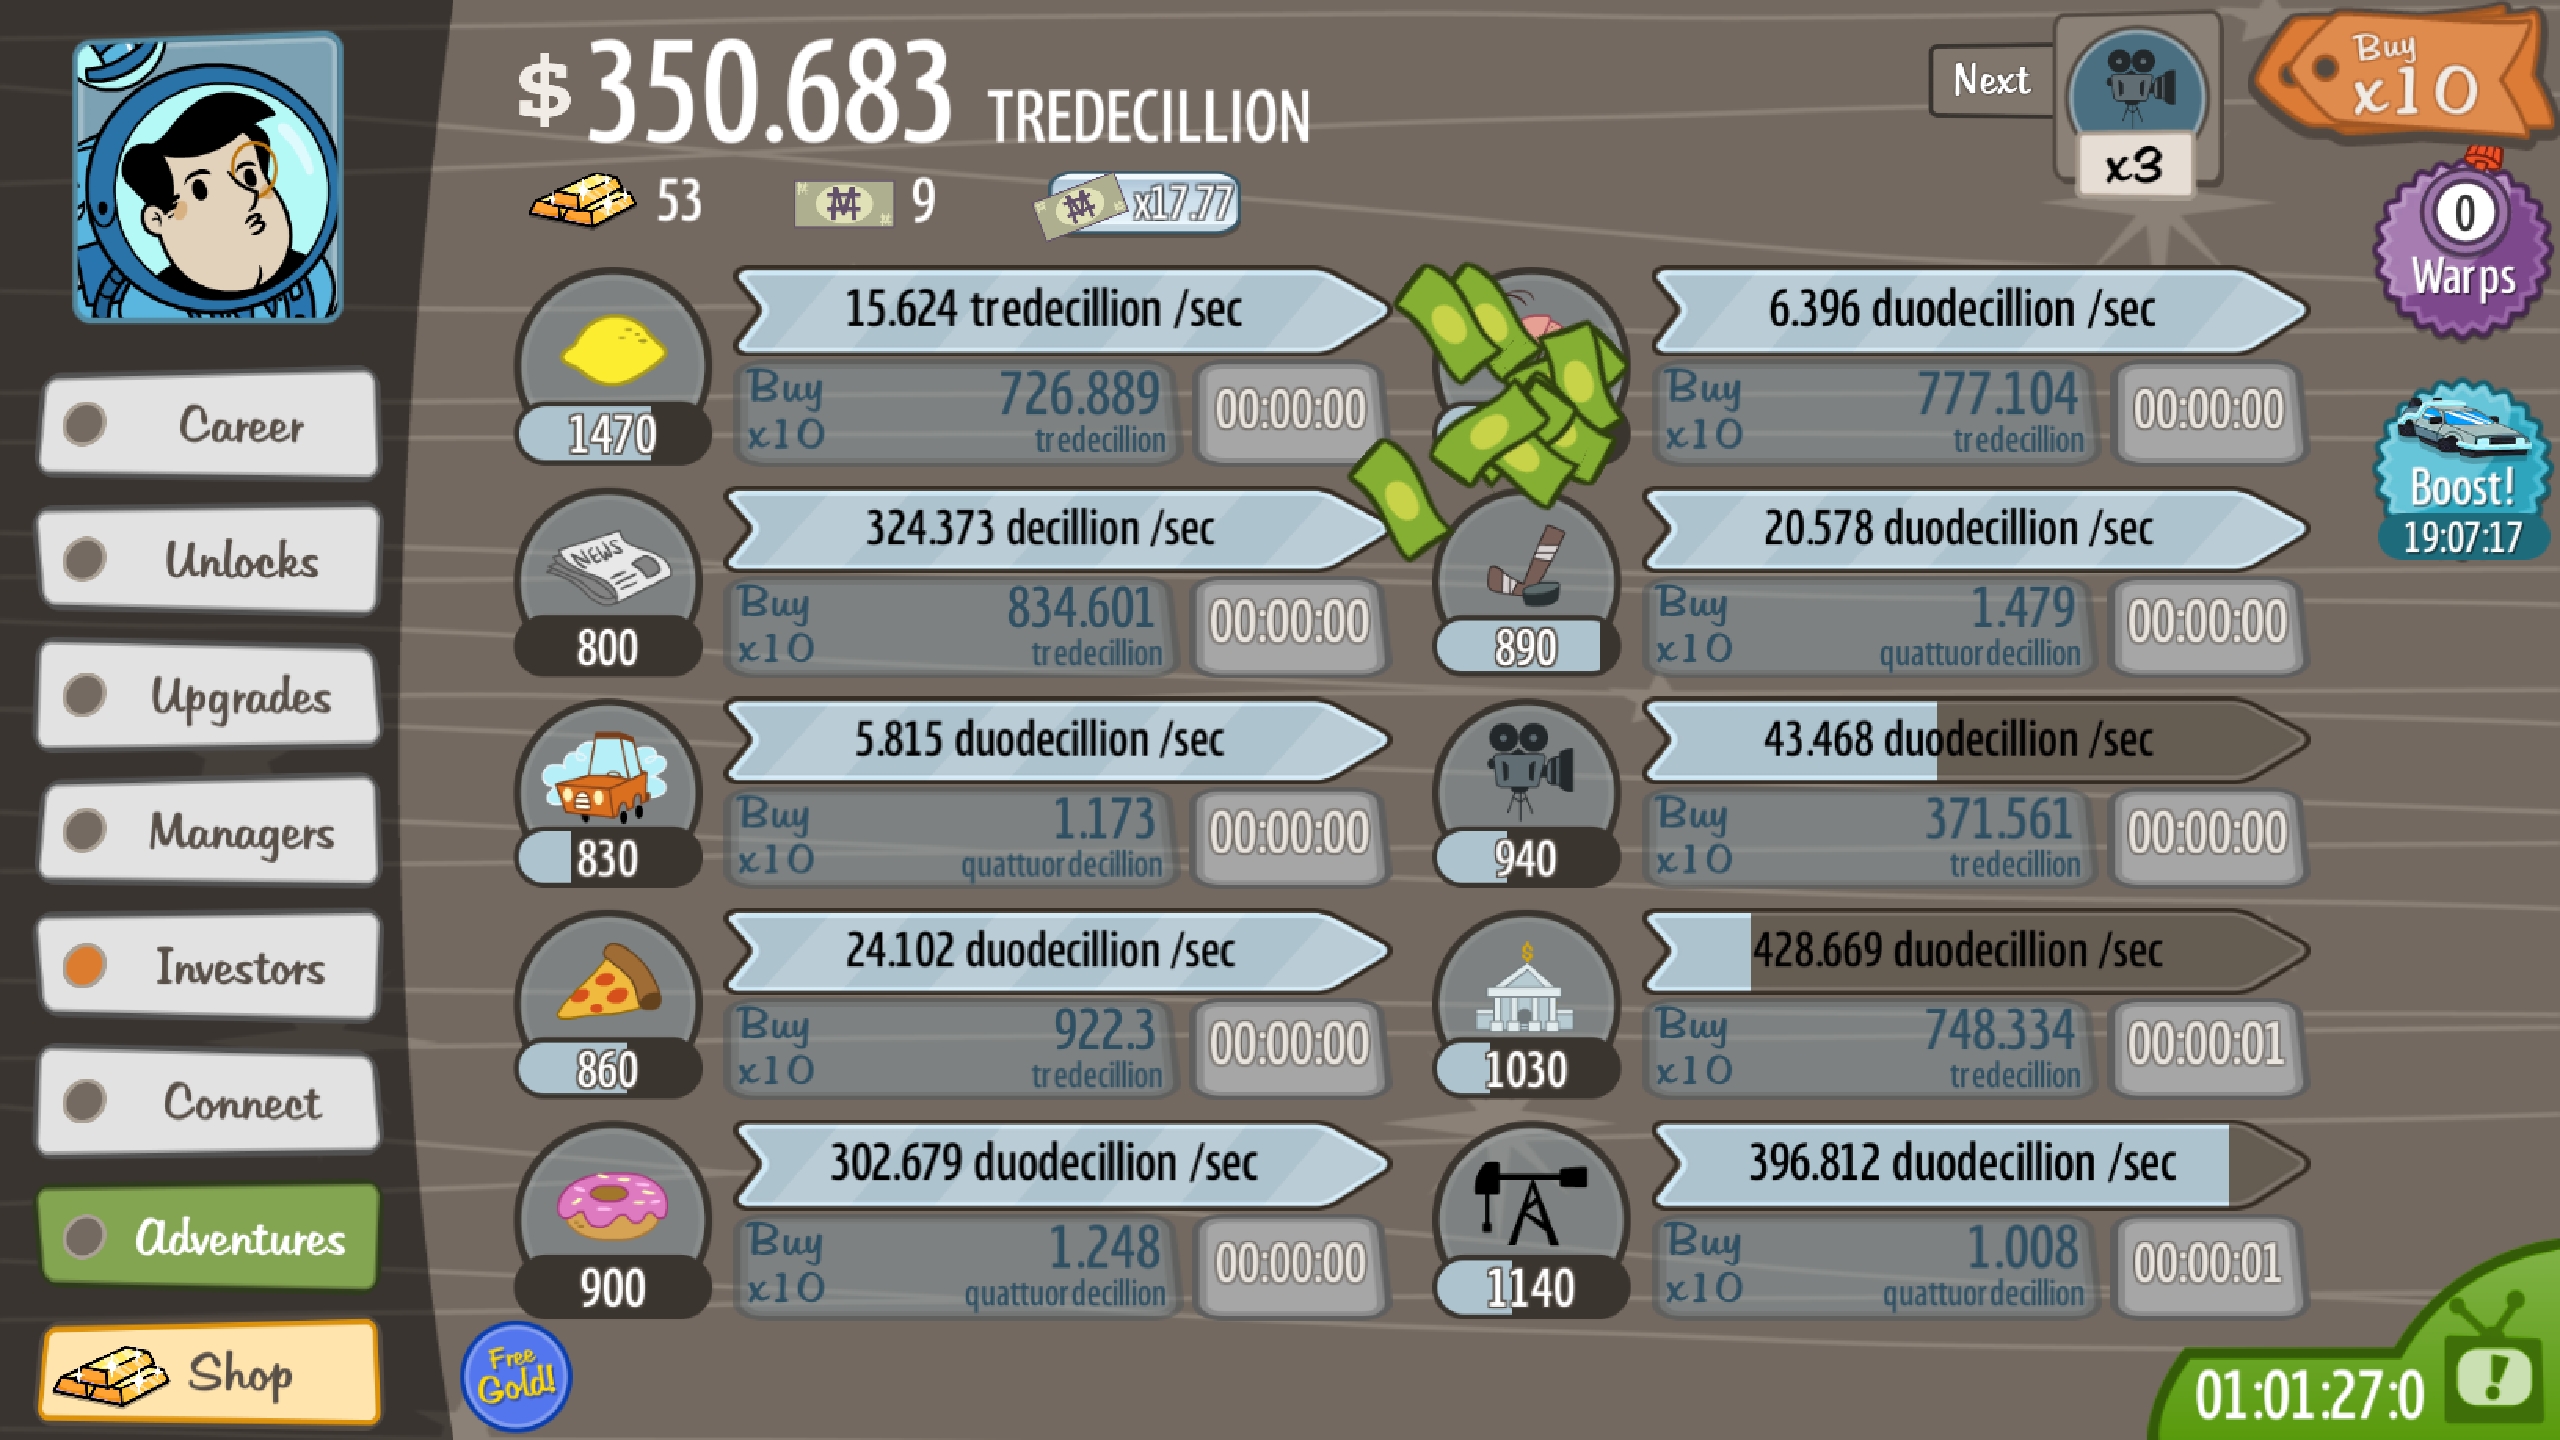 $ 350.683 TREDECILLION
53 9 x17.77
Next
x3
Buy
x10
0
Warps
Boost!
19:07:17
Career
Unlocks
Upgrades
Managers
Investors
Connect
Adventures
Shop
15.624 tredecillion /sec
Buy
x10
726.889
tredecillion
00:00:00
1470
6.396 duodecillion /sec
Buy
x10
777.104
tredecillion
00:00:00
NEWS
324.373 decillion /sec
Buy
x10
834.601
tredecillion
00:00:00
800
20.578 duodecillion /sec
Buy
x10
1.479
quattuordecillion
00:00:00
890
5.815 duodecillion /sec
Buy
x10
1.173
quattuordecillion
00:00:00
830
43.468 duodecillion /sec
Buy
x10
371.561
tredecillion
00:00:00
940
24.102 duodecillion /sec
Buy
x10
922.3
tredecillion
00:00:00
860
$
428.669 duodecillion /sec
Buy
x10
748.334
tredecillion
00:00:01
1030
302.679 duodecillion /sec
Buy
x10
1.248
quattuordecillion
00:00:00
900
396.812 duodecillion /sec
Buy
x10
1.008
quattuordecillion
00:00:01
1140
Free
Gold!
01:01:27:0
!